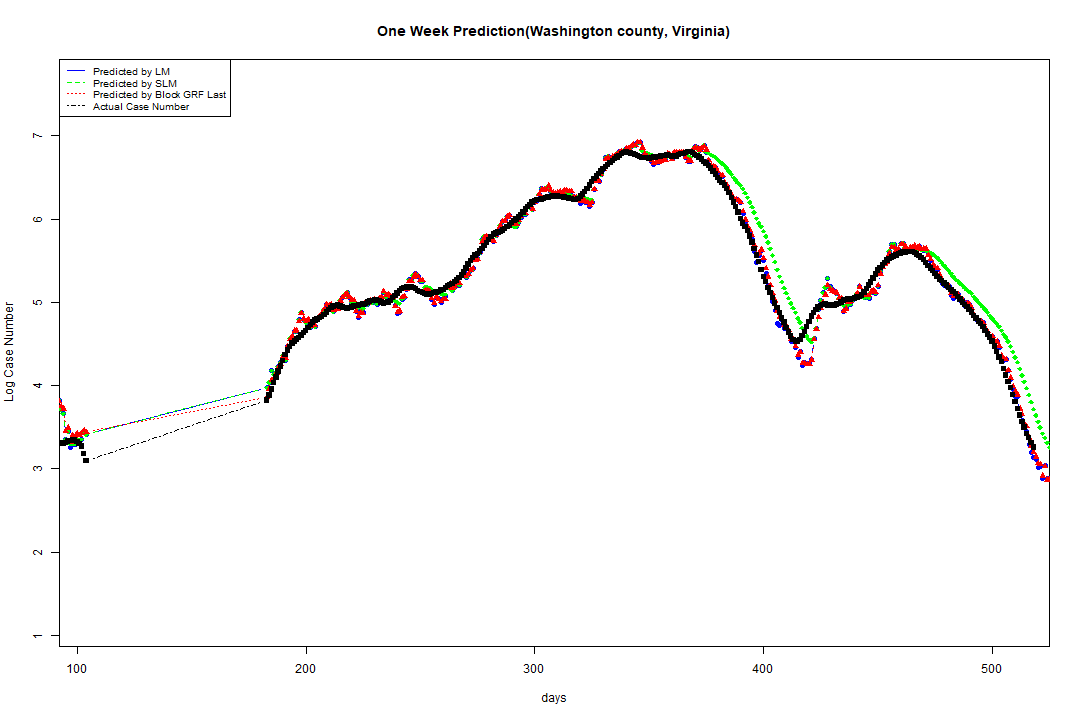 One Week Prediction(Washington county, Virginia)
Predicted by LM
Predicted by SLM
Predicted by Block GRF Last
Actual Case Number
Log Case Number
7
6
5
4
3
2
1
100 200 300 400 500
days